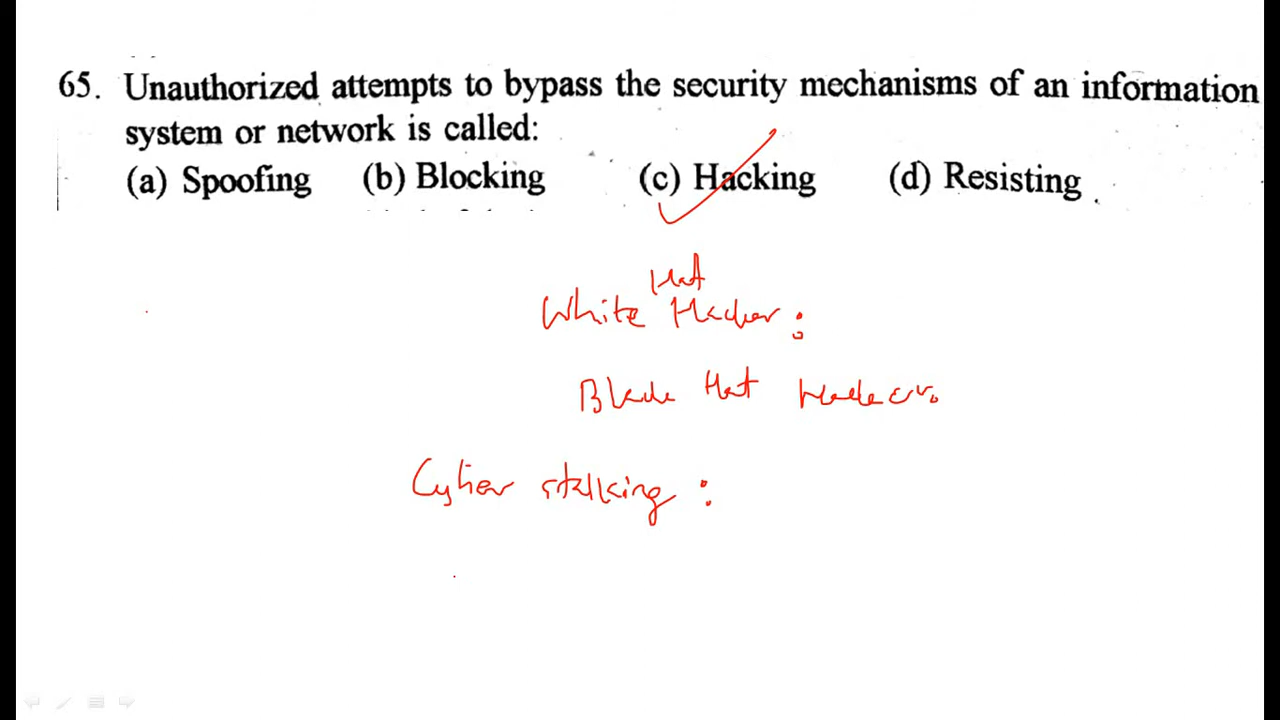 65. Unauthorized attempts to bypass the security mechanisms of an information
system or network is called:
(a) Spoofing (b) Blocking (c) Hacking (d) Resisting
Hat
White Hacker:
Black Hat Hacker.
Cyber stalking: